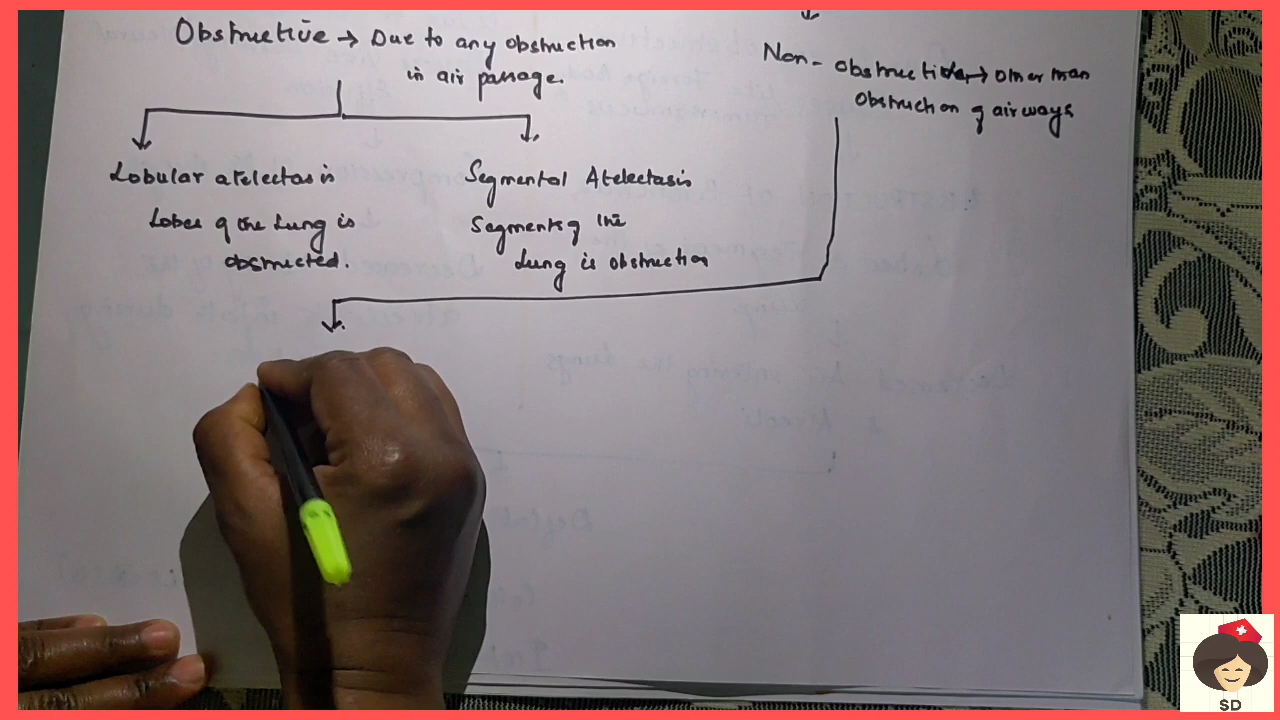 Obstructive → Due to any obstruction
in air passage.
Non-obstructive → other than
obstruction of airways
Lobular atelectasis
Lobes of the Lung is
obstructed.
Segmental Atelectasis
Segments of the
Lung is obstruction
SD